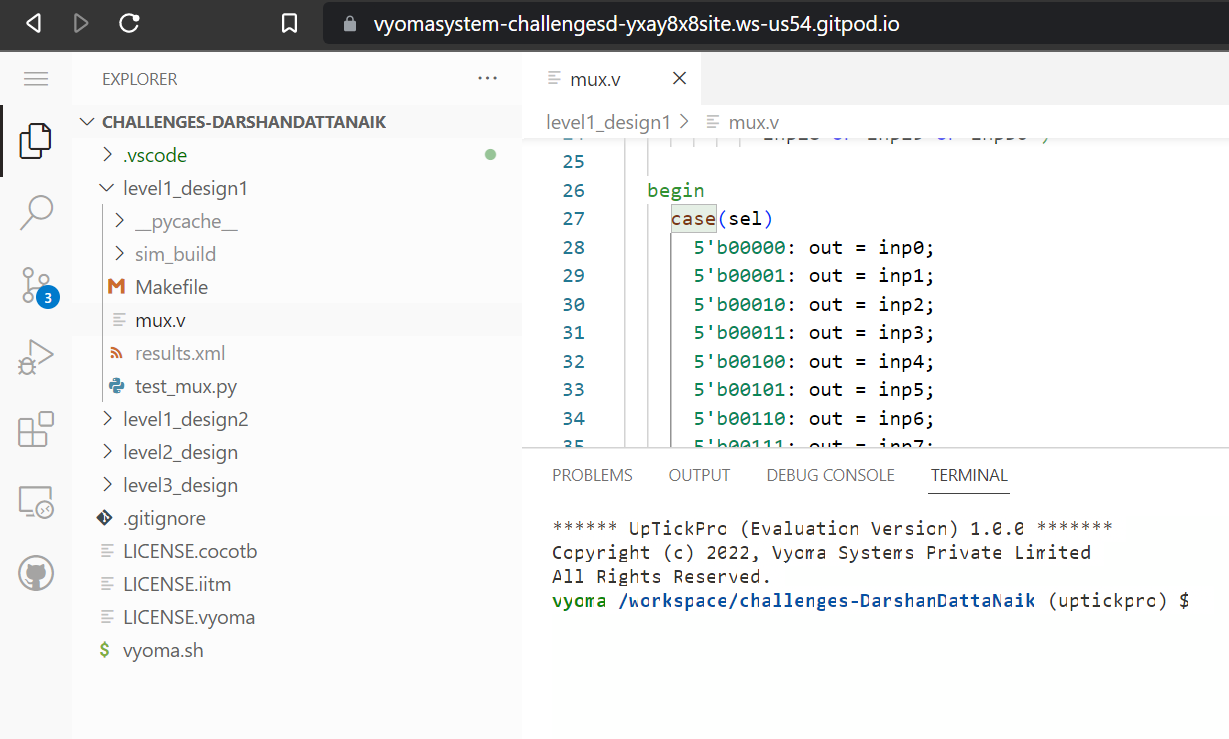 vyomasystem-challengesd-yxay8x8site.ws-us54.gitpod.io
EXPLORER
CHALLENGES-DARSHANDATTANAIK
.vscode
level1_design1
__pycache__
sim_build
Makefile
mux.v
results.xml
test_mux.py
level1_design2
level2_design
level3_design
.gitignore
LICENSE.cocotb
LICENSE.iitm
LICENSE.vyoma
$ vyoma.sh
3
mux.v
level1_design1 > mux.v
25
26 begin
27 case(sel)
28 5'b00000: out = inp0;
29 5'b00001: out = inp1;
30 5'b00010: out = inp2;
31 5'b00011: out = inp3;
32 5'b00100: out = inp4;
33 5'b00101: out = inp5;
34 5'b00110: out = inp6;
35 5'b00111: out = inp7;
PROBLEMS OUTPUT DEBUG CONSOLE TERMINAL
****** UpTickPro (Evaluation Version) 1.0.0 *******
Copyright (c) 2022, Vyoma Systems Private Limited
All Rights Reserved.
vyoma /workspace/challenges-DarshanDattaNaik (uptickpro) $